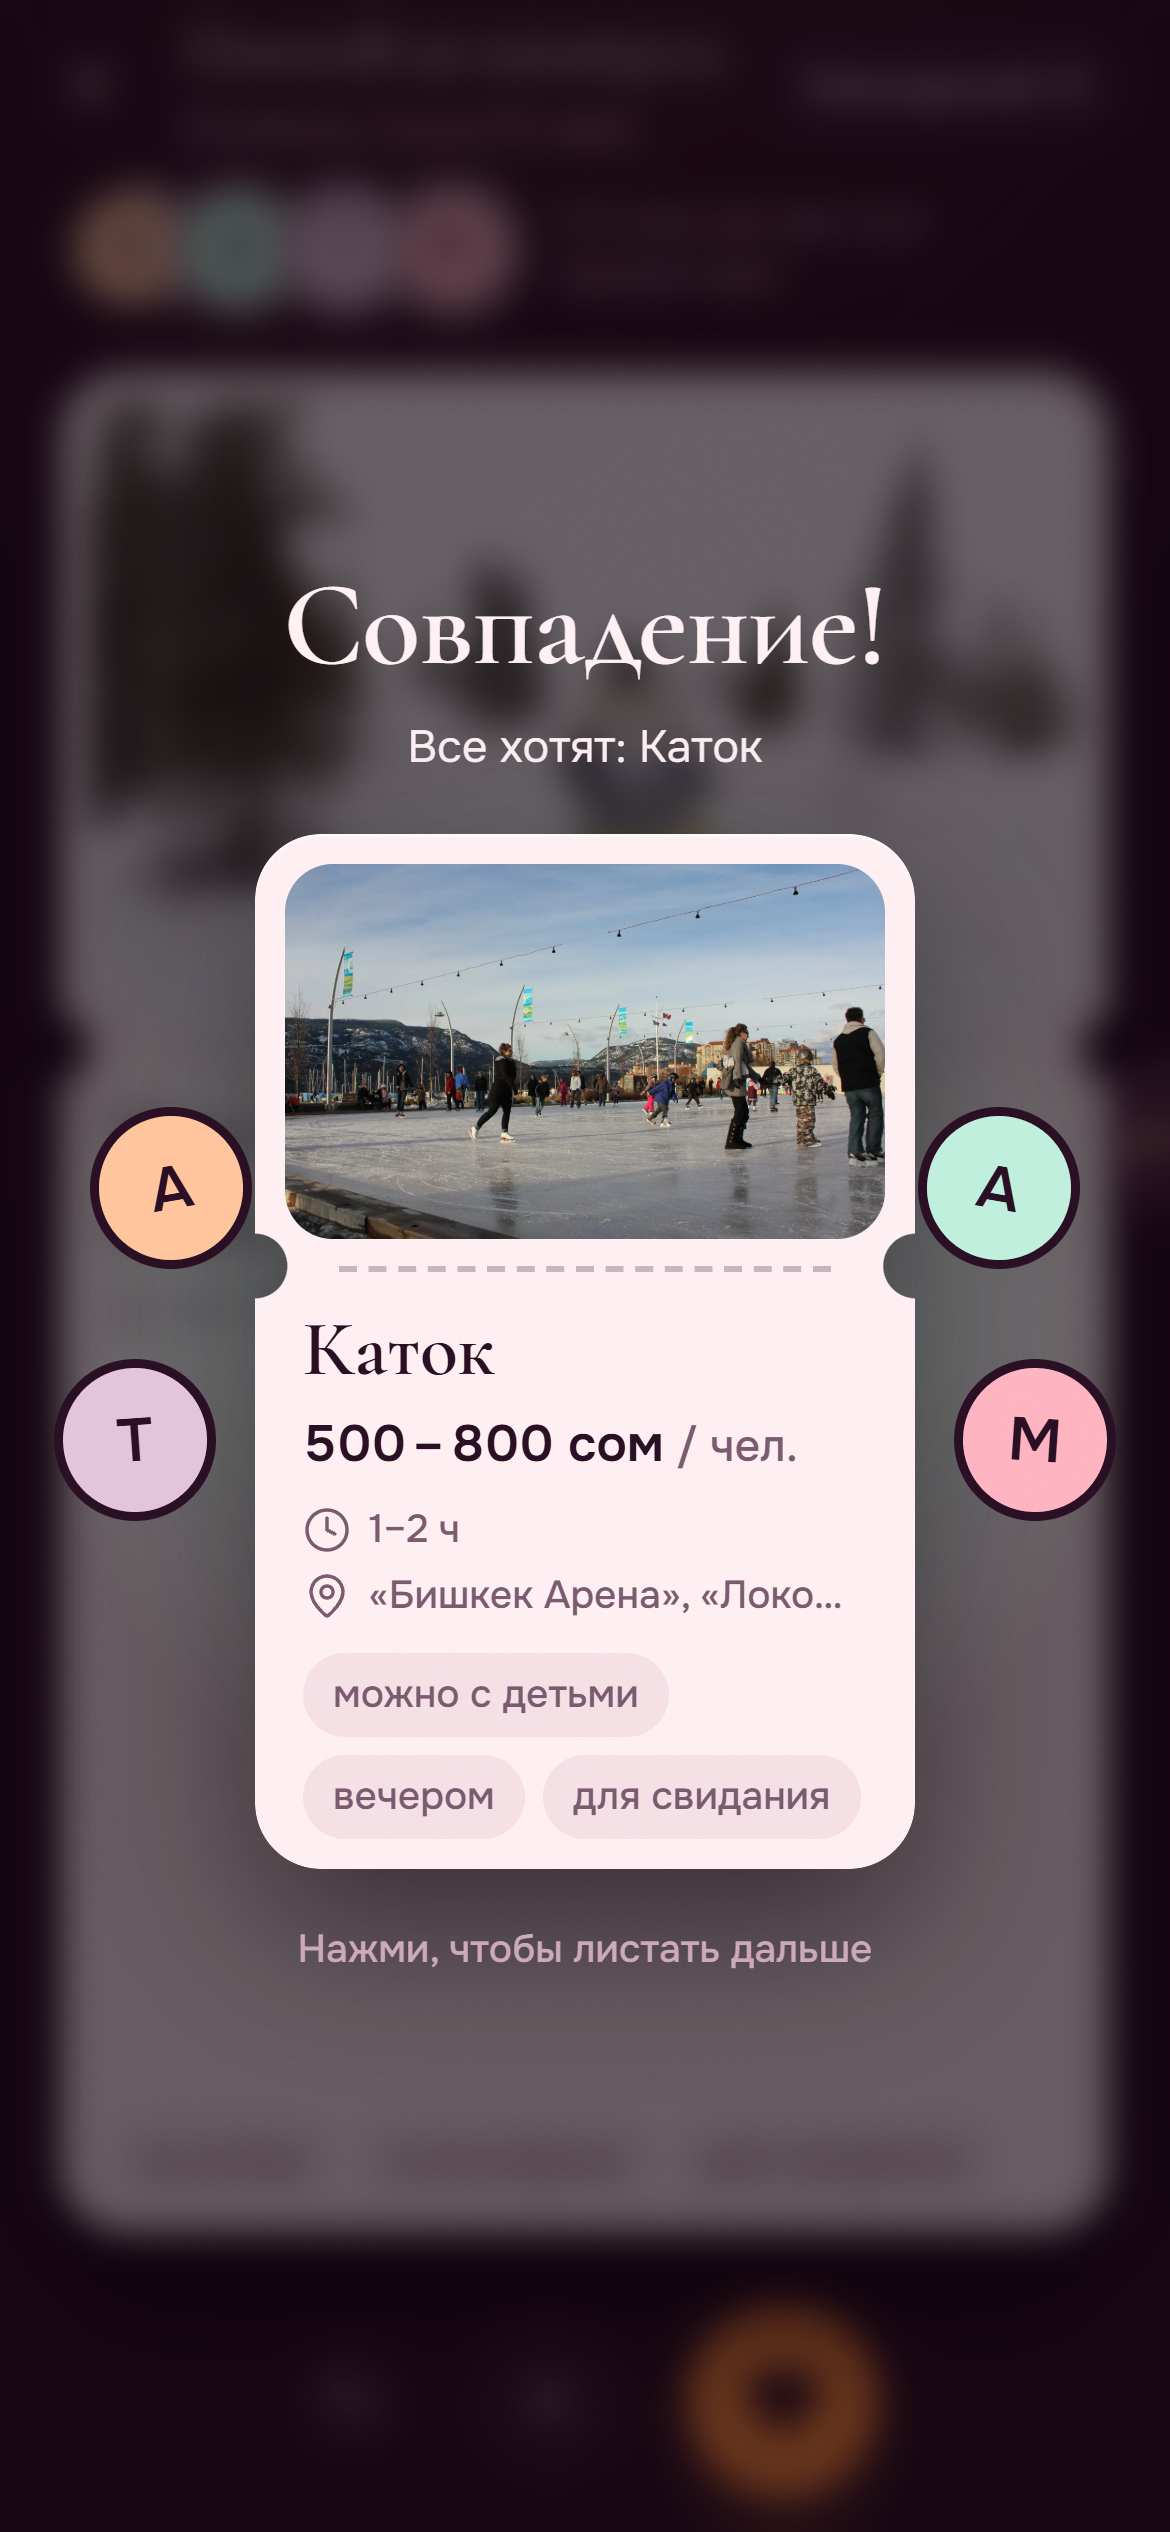 Совпадение!
Все хотят: Каток
А
А
Т
М
Каток
500 – 800 сом / чел.
1–2 ч
«Бишкек Арена», «Локо...
можно с детьми
вечером
для свидания
Нажми, чтобы листать дальше